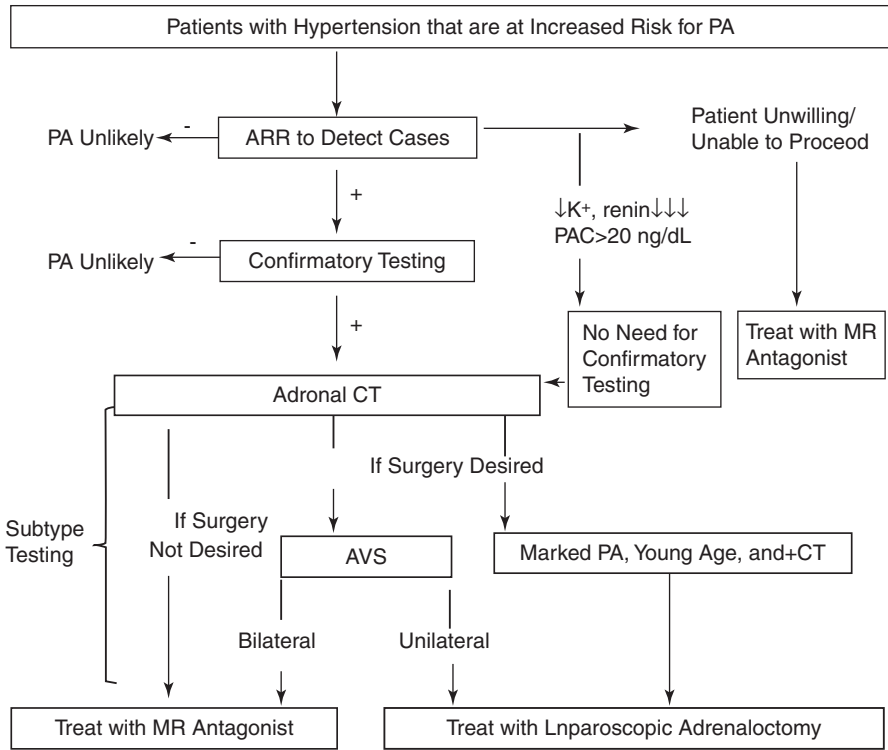 Patients with Hypertension that are at Increased Risk for PA
PA Unlikely
-
ARR to Detect Cases
Patient Unwilling/
Unable to Proceod
+
↓K+, renin↓↓↓
PAC>20 ng/dL
PA Unlikely
-
Confirmatory Testing
+
No Need for
Confirmatory
Testing
Treat with MR
Antagonist
Adronal CT
If Surgery Desired
Subtype
Testing
If Surgery
Not Desired
AVS
Marked PA, Young Age, and+CT
Bilateral
Unilateral
Treat with MR Antagonist
Treat with Lnparoscopic Adrenaloctomy